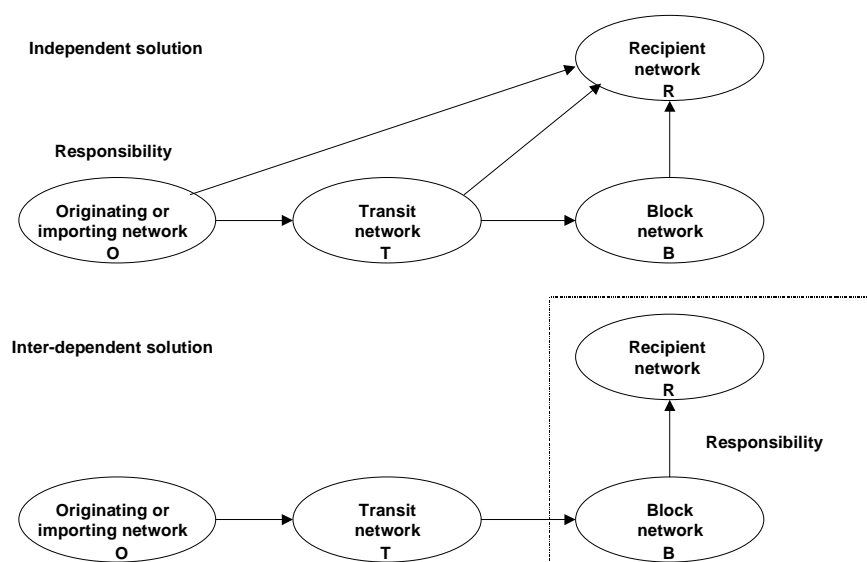 Independent solution
Recipient
network
R
Responsibility
Originating or
importing network
O
Transit
network
T
Block
network
B
Inter-dependent solution
Recipient
network
R
Responsibility
Originating or
importing network
O
Transit
network
T
Block
network
B